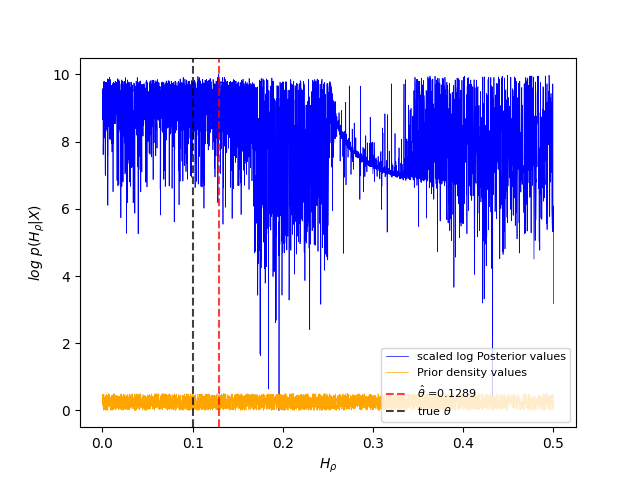 log p(H_ρ|X)
10
8
6
4
2
0
scaled log Posterior values
Prior density values
θ̂ =0.1289
true θ
0.0 0.1 0.2 0.3 0.4 0.5
H_ρ